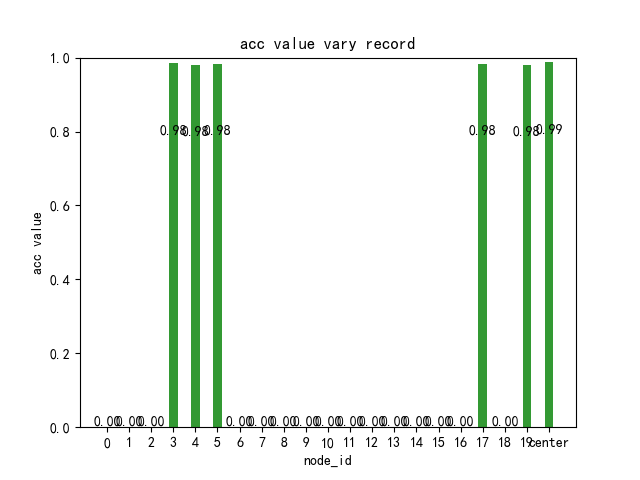 acc value vary record
acc value
1.0
0.8
0.6
0.4
0.2
0.0
0.98 0.98 0.98 0.98 0.98 0.99
0.00 0.00 0.00 0.00 0.00 0.00 0.00 0.00 0.00 0.00 0.00 0.00 0.00 0.00 0.00
0 1 2 3 4 5 6 7 8 9 10 11 12 13 14 15 16 17 18 19 center
node_id